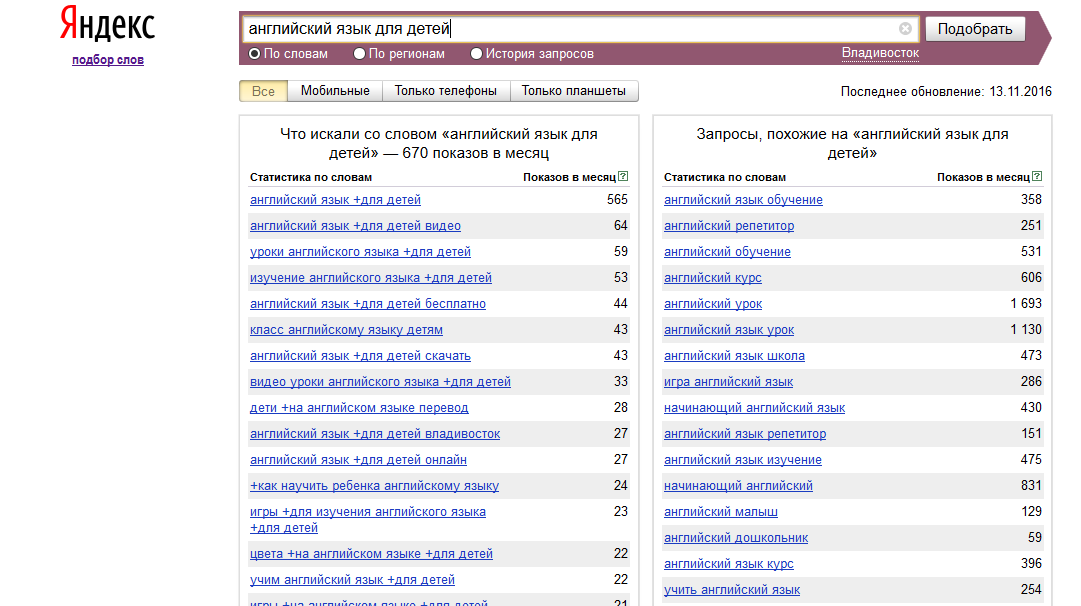 Яндекс
подбор слов
английский язык для детей
Подобрать
По словам
По регионам
История запросов
Владивосток
Все
Мобильные
Только телефоны
Только планшеты
Последнее обновление: 13.11.2016
Что искали со словом «английский язык для
детей» — 670 показов в месяц
Статистика по словам Показов в месяц ?
английский язык +для детей 565
английский язык +для детей видео 64
уроки английского языка +для детей 59
изучение английского языка +для детей 53
английский язык +для детей бесплатно 44
класс английскому языку детям 43
английский язык +для детей скачать 43
видео уроки английского языка +для детей 33
дети +на английском языке перевод 28
английский язык +для детей владивосток 27
английский язык +для детей онлайн 27
+как научить ребенка английскому языку 24
игры +для изучения английского языка 23
+для детей
цвета +на английском языке +для детей 22
учим английский язык +для детей 22
игры +на английском языке +для детей 21
Запросы, похожие на «английский язык для
детей»
Статистика по словам Показов в месяц ?
английский язык обучение 358
английский репетитор 251
английский обучение 531
английский курс 606
английский урок 1 693
английский язык урок 1 130
английский язык школа 473
игра английский язык 286
начинающий английский язык 430
английский язык репетитор 151
английский язык изучение 475
начинающий английский 831
английский малыш 129
английский дошкольник 59
английский язык курс 396
учить английский язык 254